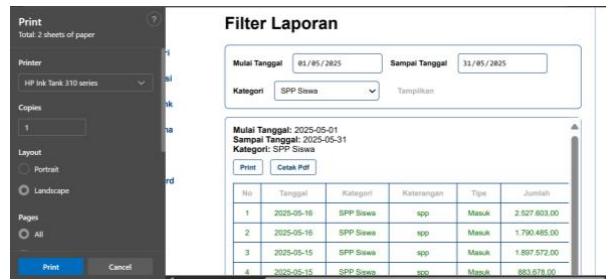 Print
?
Total: 2 sheets of paper
Printer
HP Ink Tank 310 series
Copies
1
Layout
Portrait
Landscape
Pages
All
Print Cancel
Filter Laporan
Mulai Tanggal 01/05/2025 Sampai Tanggal 31/05/2025
Kategori SPP Siswa Tampilkan
Mulai Tanggal: 2025-05-01
Sampai Tanggal: 2025-05-31
Kategori: SPP Siswa
Print Cetak Pdf
No Tanggal Kategori Keterangan Tipe Jumlah
1 2025-05-16 SPP Siswa spp Masuk 2.527.603,00
2 2025-05-16 SPP Siswa spp Masuk 1.790.485,00
3 2025-05-15 SPP Siswa spp Masuk 1.897.572,00
4 2025-05-15 SPP Siswa spp Masuk 883.678,00